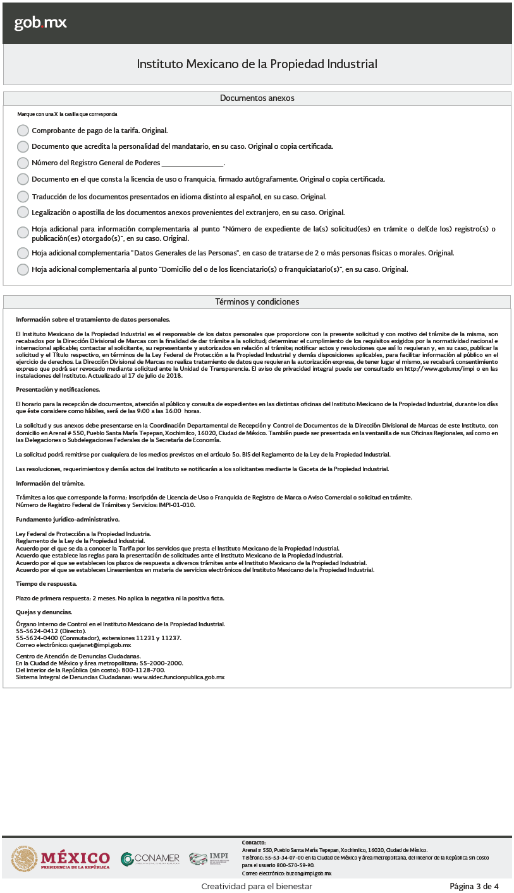 gob.mx
Instituto Mexicano de la Propiedad Industrial
Documentos anexos
Marque con una X la casilla que corresponda
Comprobante de pago de la tarifa. Original.
Documento que acredita la personalidad del mandatario, en su caso. Original o copia certificada.
Número del Registro General de Poderes ________________.
Documento en el que consta la licencia de uso o franquicia, firmado autógrafamente. Original o copia certificada.
Traducción de los documentos presentados en idioma distinto al español, en su caso. Original.
Legalización o apostilla de los documentos anexos provenientes del extranjero, en su caso. Original.
Hoja adicional para información complementaria al punto "Número de expediente de la(s) solicitud(es) en trámite o del(de los) registro(s) o
publicación(es) otorgado(s)", en su caso. Original.
Hoja adicional complementaria "Datos Generales de las Personas", en caso de tratarse de 2 o más personas físicas o morales. Original.
Hoja adicional complementaria al punto "Domicilio del o de los licenciatario(s) o franquiciatario(s)", en su caso. Original.
Términos y condiciones
Información sobre el tratamiento de datos personales.
El Instituto Mexicano de la Propiedad Industrial es el responsable de los datos personales que proporcione con la presente solicitud y con motivo del trámite de la misma, son
recabados por la Dirección Divisional de Marcas con la finalidad de dar trámite a la solicitud; determinar el cumplimiento de los requisitos exigidos por la normatividad nacional e
internacional aplicable; contactar al solicitante, su representante y autorizados en relación al trámite; notificar actos y resoluciones que así lo requieran y, en su caso, publicar la
solicitud y el Título respectivo, en términos de la Ley Federal de Protección a la Propiedad Industrial y demás disposiciones aplicables, para facilitar información al público en el
ejercicio de derechos. La Dirección Divisional de Marcas no realiza tratamiento de datos que requieran la autorización expresa, de tener lugar el mismo, se recabará consentimiento
expreso que podrá ser revocado mediante solicitud ante la Unidad de Transparencia. El aviso de privacidad integral puede ser consultado en http://www.gob.mx/impi o en las
instalaciones del Instituto. Actualizado al 17 de julio de 2018.
Presentación y notificaciones.
El horario para la recepción de documentos, atención al público y consulta de expedientes en las distintas oficinas del Instituto Mexicano de la Propiedad Industrial, durante los días
que éste considere como hábiles, será de las 9:00 a las 16:00 horas.
La solicitud y sus anexos debe presentarse en la Coordinación Departamental de Recepción y Control de Documentos de la Dirección Divisional de Marcas de este Instituto, con
domicilio en Arenal # 550, Pueblo Santa María Tepepan, Xochimilco, 16020, Ciudad de México. También puede ser presentada en la ventanilla de sus Oficinas Regionales, así como en
las Delegaciones o Subdelegaciones Federales de la Secretaría de Economía.
La solicitud podrá remitirse por cualquiera de los medios previstos en el artículo 5o. BIS del Reglamento de la Ley de la Propiedad Industrial.
Las resoluciones, requerimientos y demás actos del Instituto se notificarán a los solicitantes mediante la Gaceta de la Propiedad Industrial.
Información del trámite.
Trámites a los que corresponde la forma: Inscripción de Licencia de Uso o Franquicia de Registro de Marca o Aviso Comercial o solicitud en trámite.
Número de Registro Federal de Trámites y Servicios: IMPI-01-010.
Fundamento jurídico-administrativo.
Ley Federal de Protección a la Propiedad Industria.
Reglamento de la Ley de la Propiedad Industrial.
Acuerdo por el que se da a conocer la Tarifa por los servicios que presta el Instituto Mexicano de la Propiedad Industrial.
Acuerdo que establece las reglas para la presentación de solicitudes ante el Instituto Mexicano de la Propiedad Industrial.
Acuerdo por el que se establecen los plazos de respuesta a diversos trámites ante el Instituto Mexicano de la Propiedad Industrial.
Acuerdo por el que se establecen Lineamientos en materia de servicios electrónicos del Instituto Mexicano de la Propiedad Industrial.
Tiempo de respuesta.
Plazo de primera respuesta: 2 meses. No aplica la negativa ni la positiva ficta.
Quejas y denuncias.
Órgano Interno de Control en el Instituto Mexicano de la Propiedad Industrial.
55-5624-0412 (Directo).
55-5624-0400 (Conmutador), extensiones 11231 y 11237.
Correo electrónico: quejanet@impi.gob.mx
Centro de Atención de Denuncias Ciudadanas.
En la Ciudad de México y área metropolitana: 55-2000-2000.
Del interior de la República (sin costo): 800-1128-700.
Sistema Integral de Denuncias Ciudadanas: www.sidec.funcionpublica.gob.mx
MÉXICO
PRESIDENCIA DE LA REPÚBLICA
CONAMER
IMPI
Contacto:
Arenal # 550, Pueblo Santa María Tepepan, Xochimilco, 16020, Ciudad de México.
Teléfono: 55-53-34-07-00 en la Ciudad de México y área metropolitana, del interior de la República sin costo
para el usuario 800-570-59-90.
Correo electrónico: buzon@impi.gob.mx
Creatividad para el bienestar
Página 3 de 4